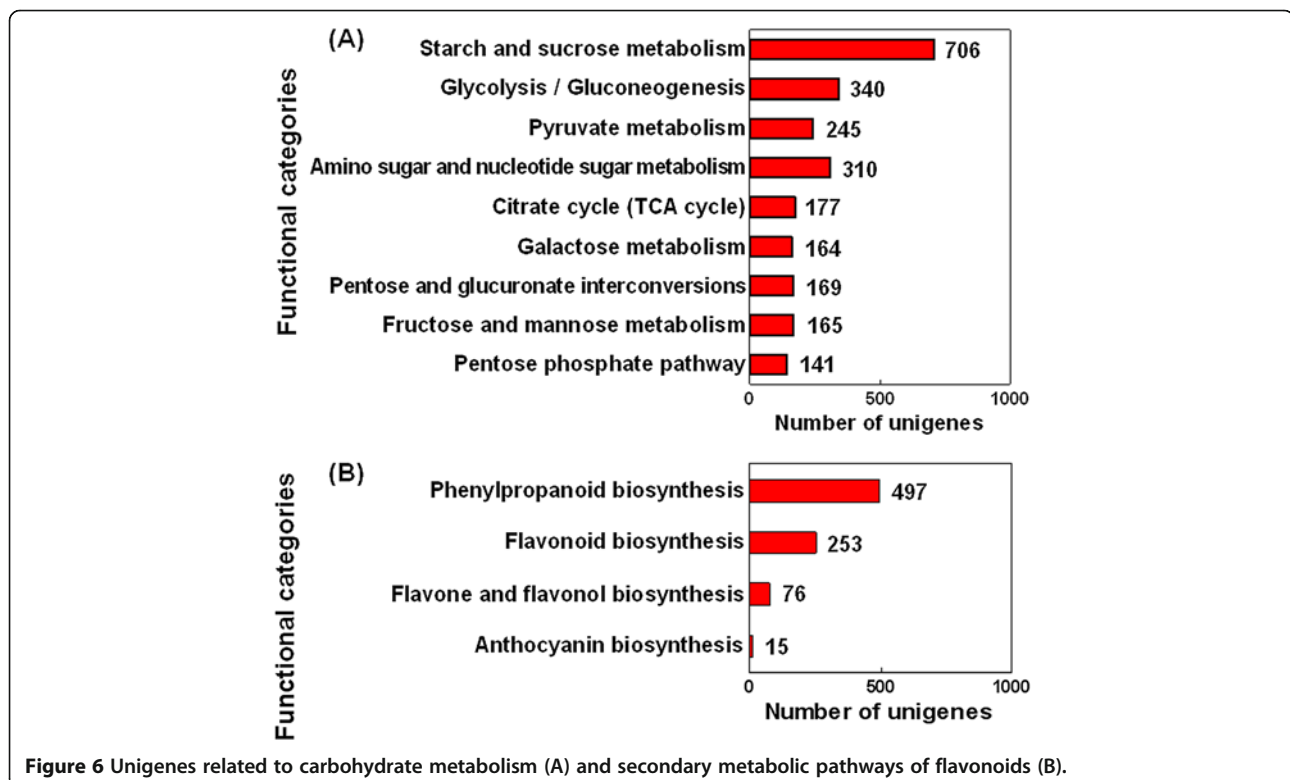 (A)
Functional categories
Starch and sucrose metabolism 706
Glycolysis / Gluconeogenesis 340
Pyruvate metabolism 245
Amino sugar and nucleotide sugar metabolism 310
Citrate cycle (TCA cycle) 177
Galactose metabolism 164
Pentose and glucuronate interconversions 169
Fructose and mannose metabolism 165
Pentose phosphate pathway 141
0 500 1000
Number of unigenes
(B)
Functional categories
Phenylpropanoid biosynthesis 497
Flavonoid biosynthesis 253
Flavone and flavonol biosynthesis 76
Anthocyanin biosynthesis 15
0 500 1000
Number of unigenes
Figure 6 Unigenes related to carbohydrate metabolism (A) and secondary metabolic pathways of flavonoids (B).